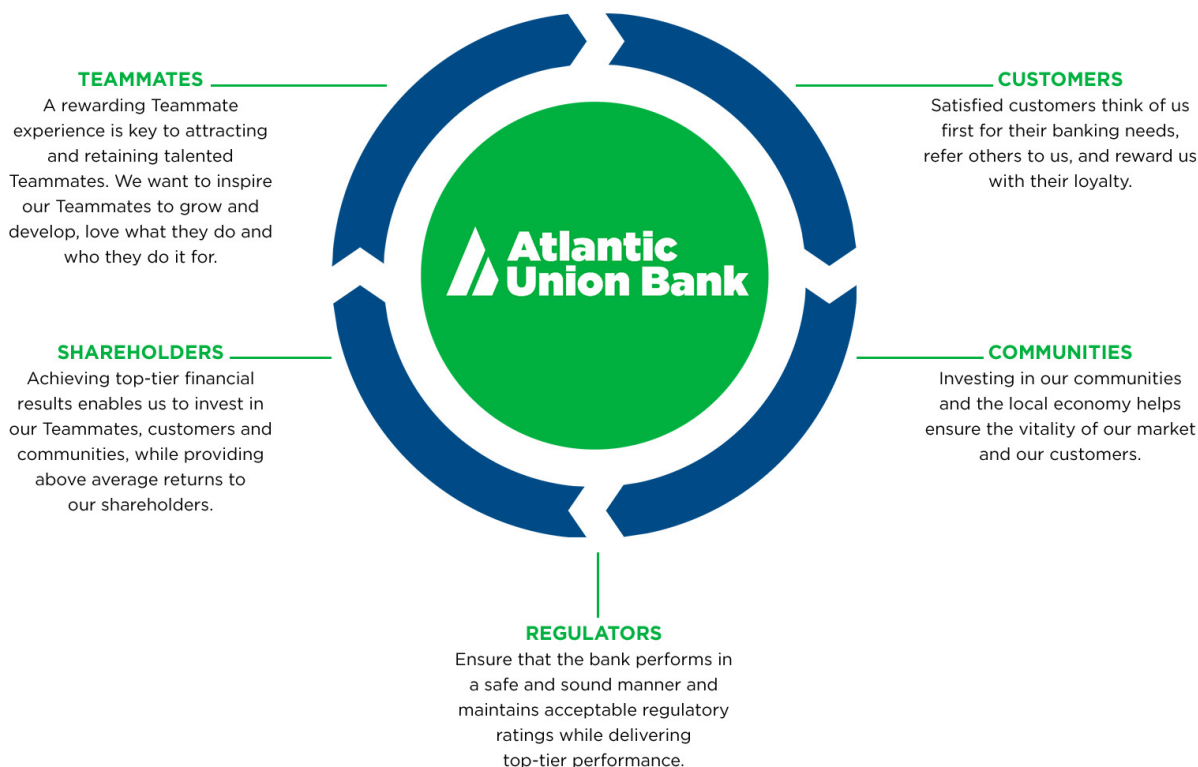 TEAMMATES
A rewarding Teammate
experience is key to attracting
and retaining talented
Teammates. We want to inspire
our Teammates to grow and
develop, love what they do and
who they do it for.
CUSTOMERS
Satisfied customers think of us
first for their banking needs,
refer others to us, and reward us
with their loyalty.
Atlantic
Union Bank
SHAREHOLDERS
Achieving top-tier financial
results enables us to invest in
our Teammates, customers and
communities, while providing
above average returns to
our shareholders.
COMMUNITIES
Investing in our communities
and the local economy helps
ensure the vitality of our market
and our customers.
REGULATORS
Ensure that the bank performs in
a safe and sound manner and
maintains acceptable regulatory
ratings while delivering
top-tier performance.